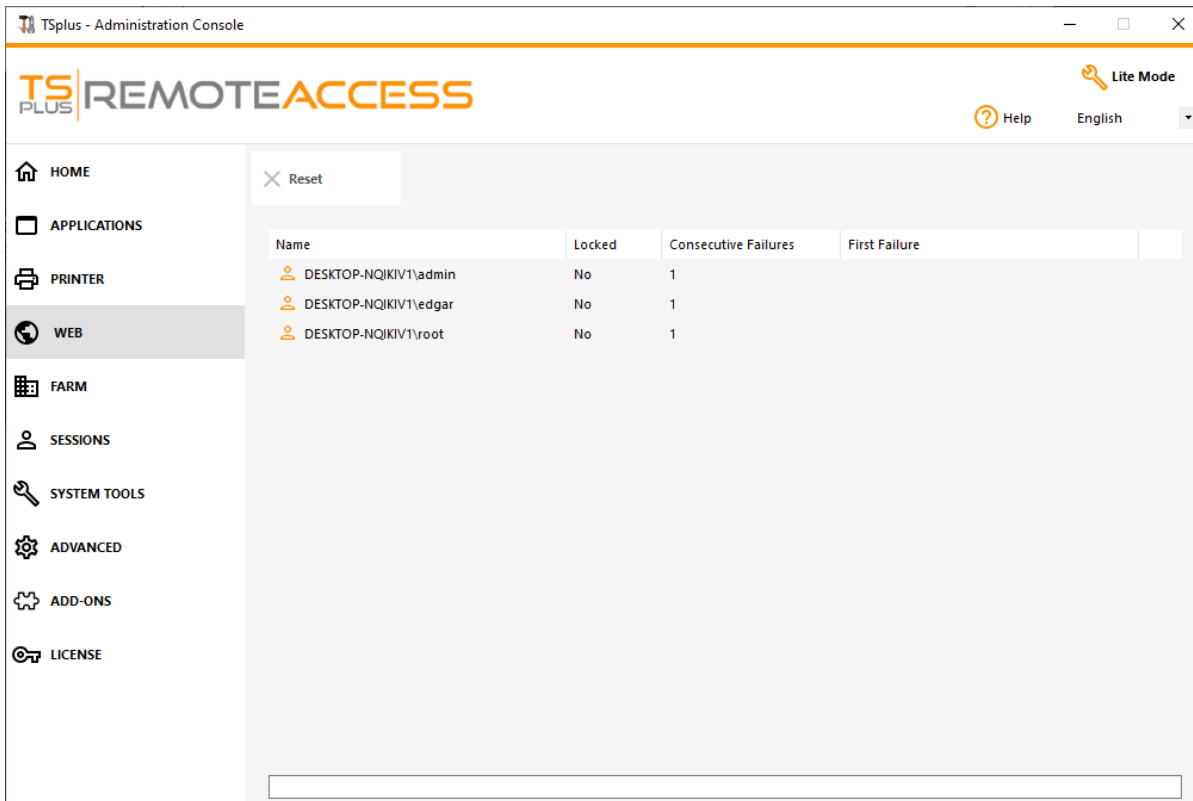 TSplus - Administration Console
TS PLUS REMOTEACCESS
Lite Mode
Help English
HOME
APPLICATIONS
PRINTER
WEB
FARM
SESSIONS
SYSTEM TOOLS
ADVANCED
ADD-ONS
LICENSE
Reset
Name Locked Consecutive Failures First Failure
DESKTOP-NQIKIV1\admin No 1
DESKTOP-NQIKIV1\edgar No 1
DESKTOP-NQIKIV1\root No 1